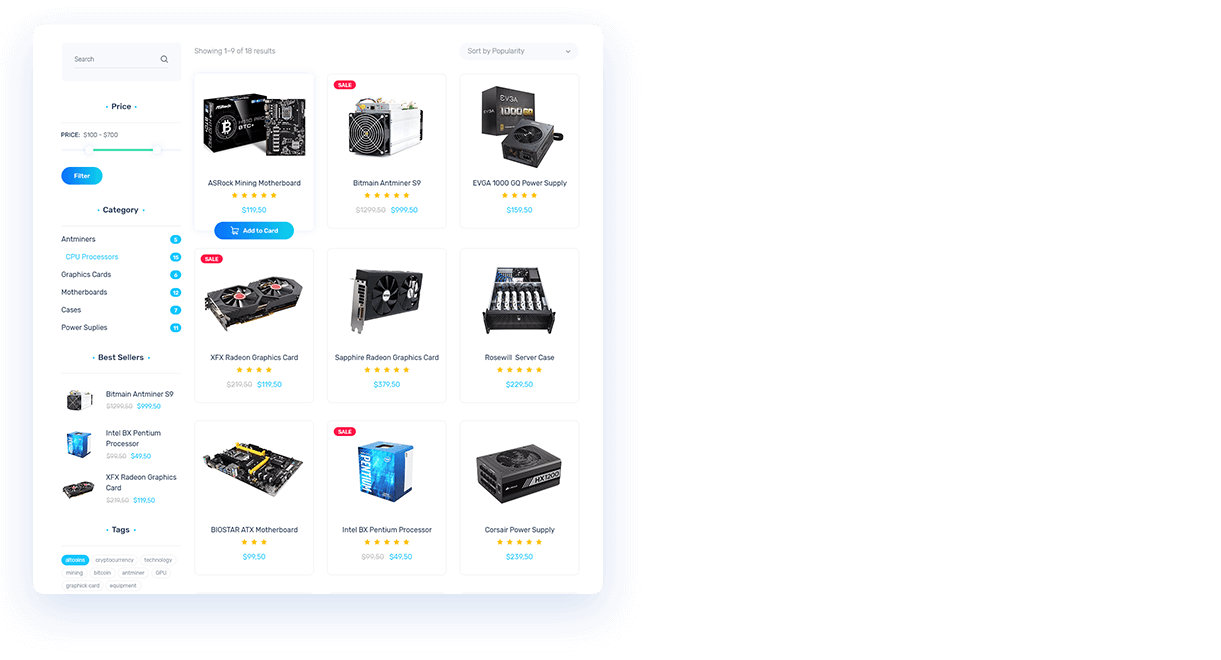 Search
Showing 1–9 of 18 results
Sort by Popularity
Price
PRICE: $100 - $700
Filter
Category
Antminers 5
CPU Processors 15
Graphics Cards 6
Motherboards 12
Cases 7
Power Suplies 11
Best Sellers
Bitmain Antminer S9
$1299,50 $999,50
Intel BX Pentium
Processor
$99,50 $49,50
XFX Radeon Graphics
Card
$219,50 $119,50
Tags
altcoins cryptocurrency technology
mining bitcoin antminer GPU
graphick card equipment
ASRock Mining Motherboard
$119,50
Add to Card
SALE
Bitmain Antminer S9
$1299,50 $999,50
EVGA
1000 GQ
EVGA 1000 GQ Power Supply
$159,50
SALE
XFX Radeon Graphics Card
$219,50 $119,50
Sapphire Radeon Graphics Card
$379,50
Rosewill Server Case
$229,50
BIOSTAR ATX Motherboard
$99,50
SALE
PENTIUM
Intel BX Pentium Processor
$99,50 $49,50
HX1200
Corsair Power Supply
$239,50